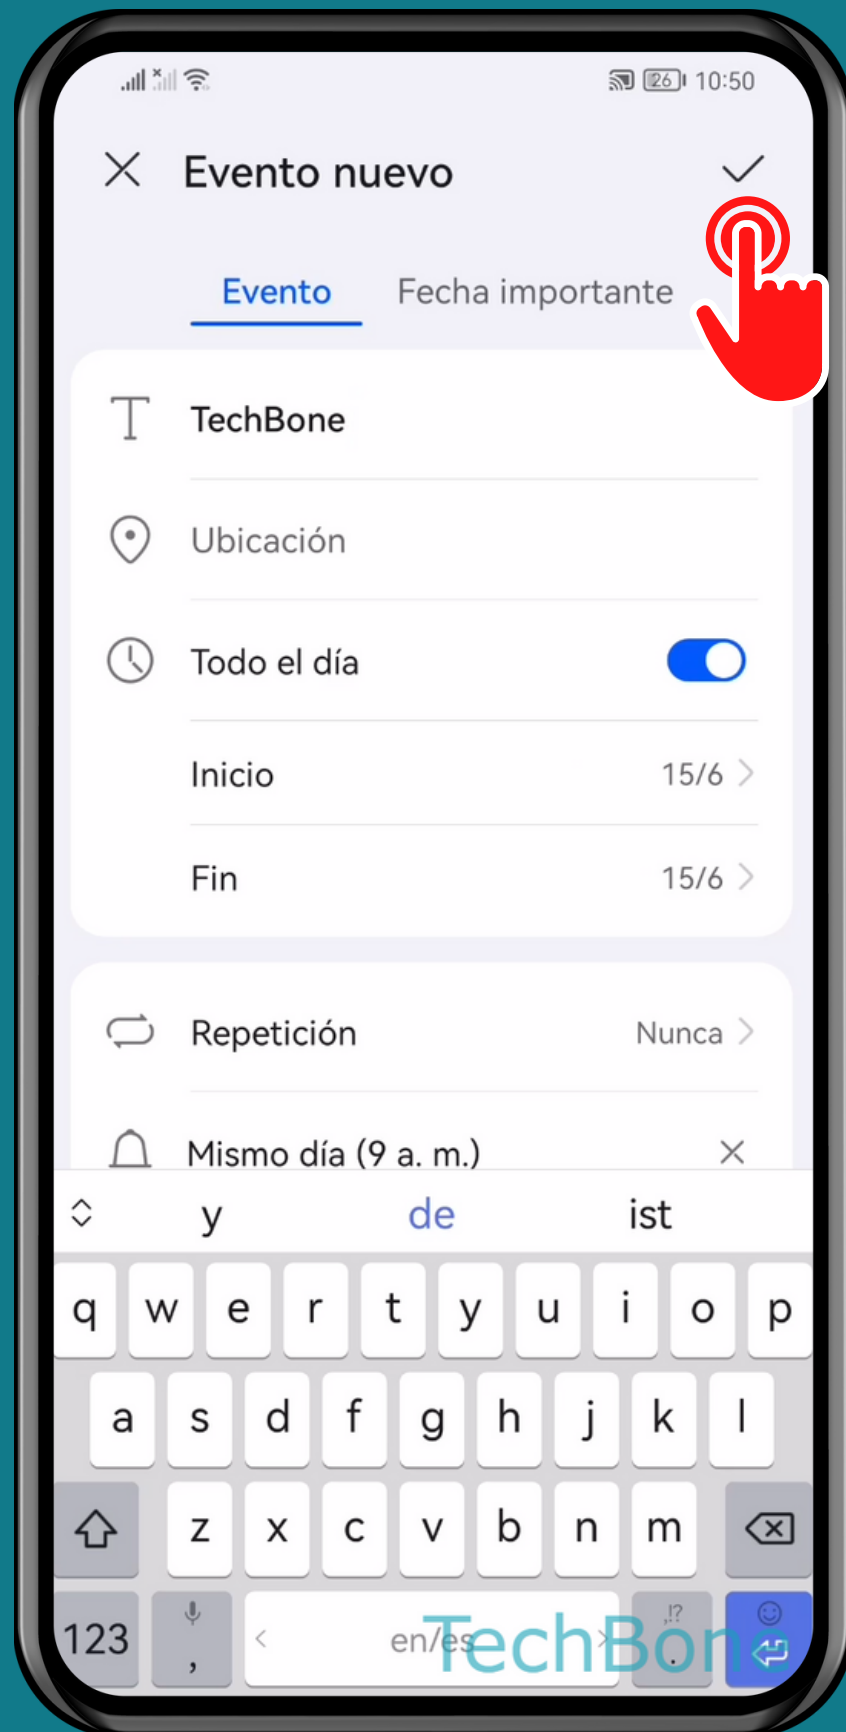 26 10:50
Evento nuevo
Evento Fecha importante
TechBone
Ubicación
Todo el día
Inicio 15/6
Fin 15/6
Repetición Nunca
Mismo día (9 a. m.)
y de ist
q w e r t y u i o p
a s d f g h j k l
z x c v b n m
123 , en/es ,!? .
TechBone